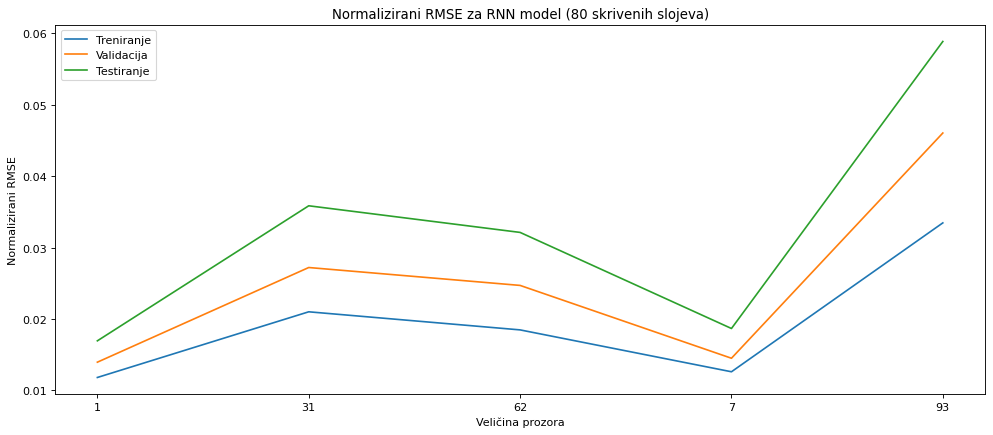 Normalizirani RMSE za RNN model (80 skrivenih slojeva)
Treniranje
Validacija
Testiranje
0.06
0.05
0.04
0.03
0.02
0.01
Normalizirani RMSE
1 31 62 7 93
Veličina prozora